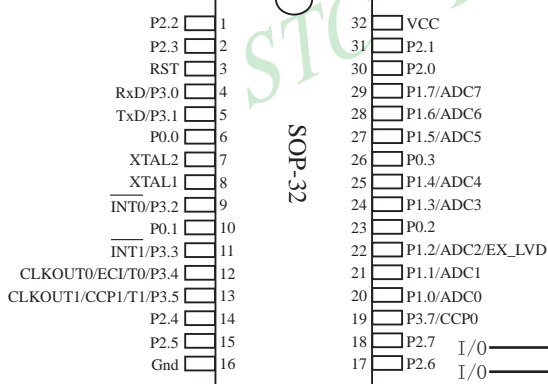 P2.2 1 32 VCC
P2.3 2 31 P2.1
RST 3 30 P2.0
RxD/P3.0 4 29 P1.7/ADC7
TxD/P3.1 5 28 P1.6/ADC6
P0.0 6 27 P1.5/ADC5
XTAL2 7 26 P0.3
XTAL1 8 25 P1.4/ADC4
INT0/P3.2 9 24 P1.3/ADC3
P0.1 10 23 P0.2
INT1/P3.3 11 22 P1.2/ADC2/EX_LVD
CLKOUT0/ECI/T0/P3.4 12 21 P1.1/ADC1
CLKOUT1/CCP1/T1/P3.5 13 20 P1.0/ADC0
P2.4 14 19 P3.7/CCP0
P2.5 15 18 P2.7 I/0
Gnd 16 17 P2.6 I/0
SOP-32
STC